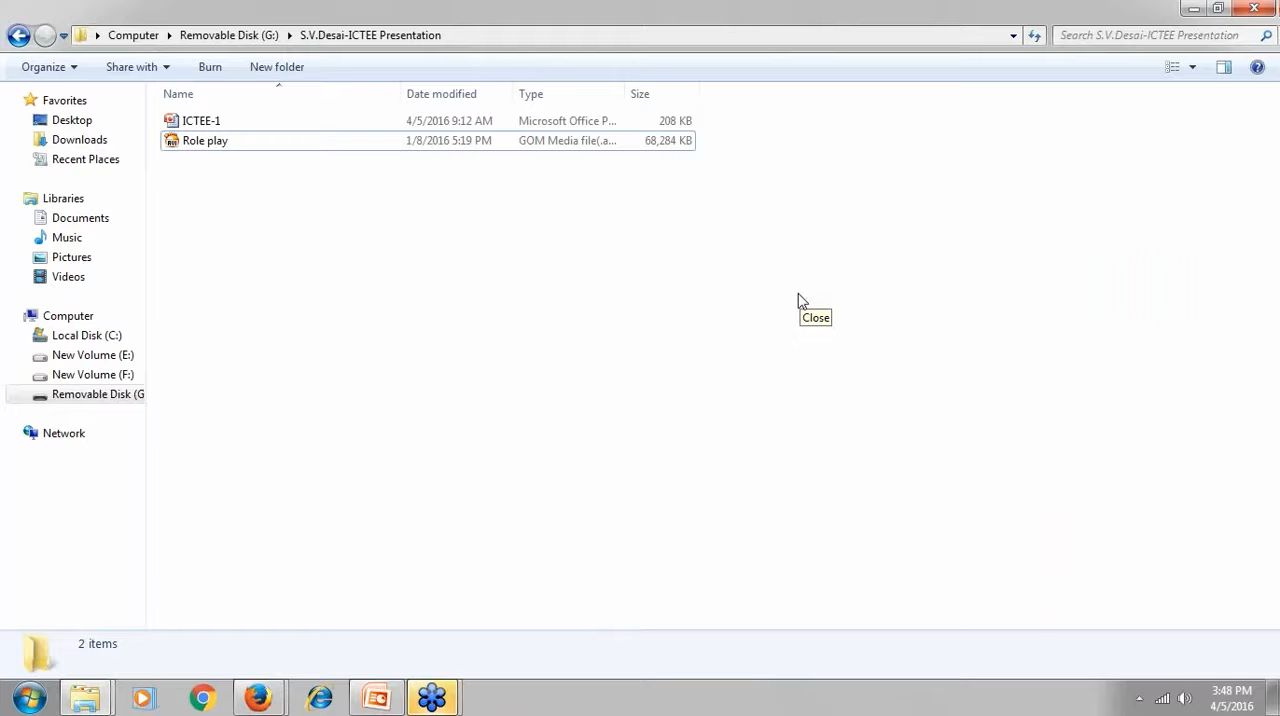 Computer Removable Disk (G:) S.V.Desai-ICTEE Presentation Search S.V.Desai-ICTEE Presentation
Organize Share with Burn New folder
Name Date modified Type Size
ICTEE-1 4/5/2016 9:12 AM Microsoft Office P... 208 KB
Role play 1/8/2016 5:19 PM GOM Media file(.a... 68,284 KB
Favorites
Desktop
Downloads
Recent Places
Libraries
Documents
Music
Pictures
Videos
Computer
Local Disk (C:)
New Volume (E:)
New Volume (F:)
Removable Disk (G
Network
Close
2 items
3:48 PM
4/5/2016